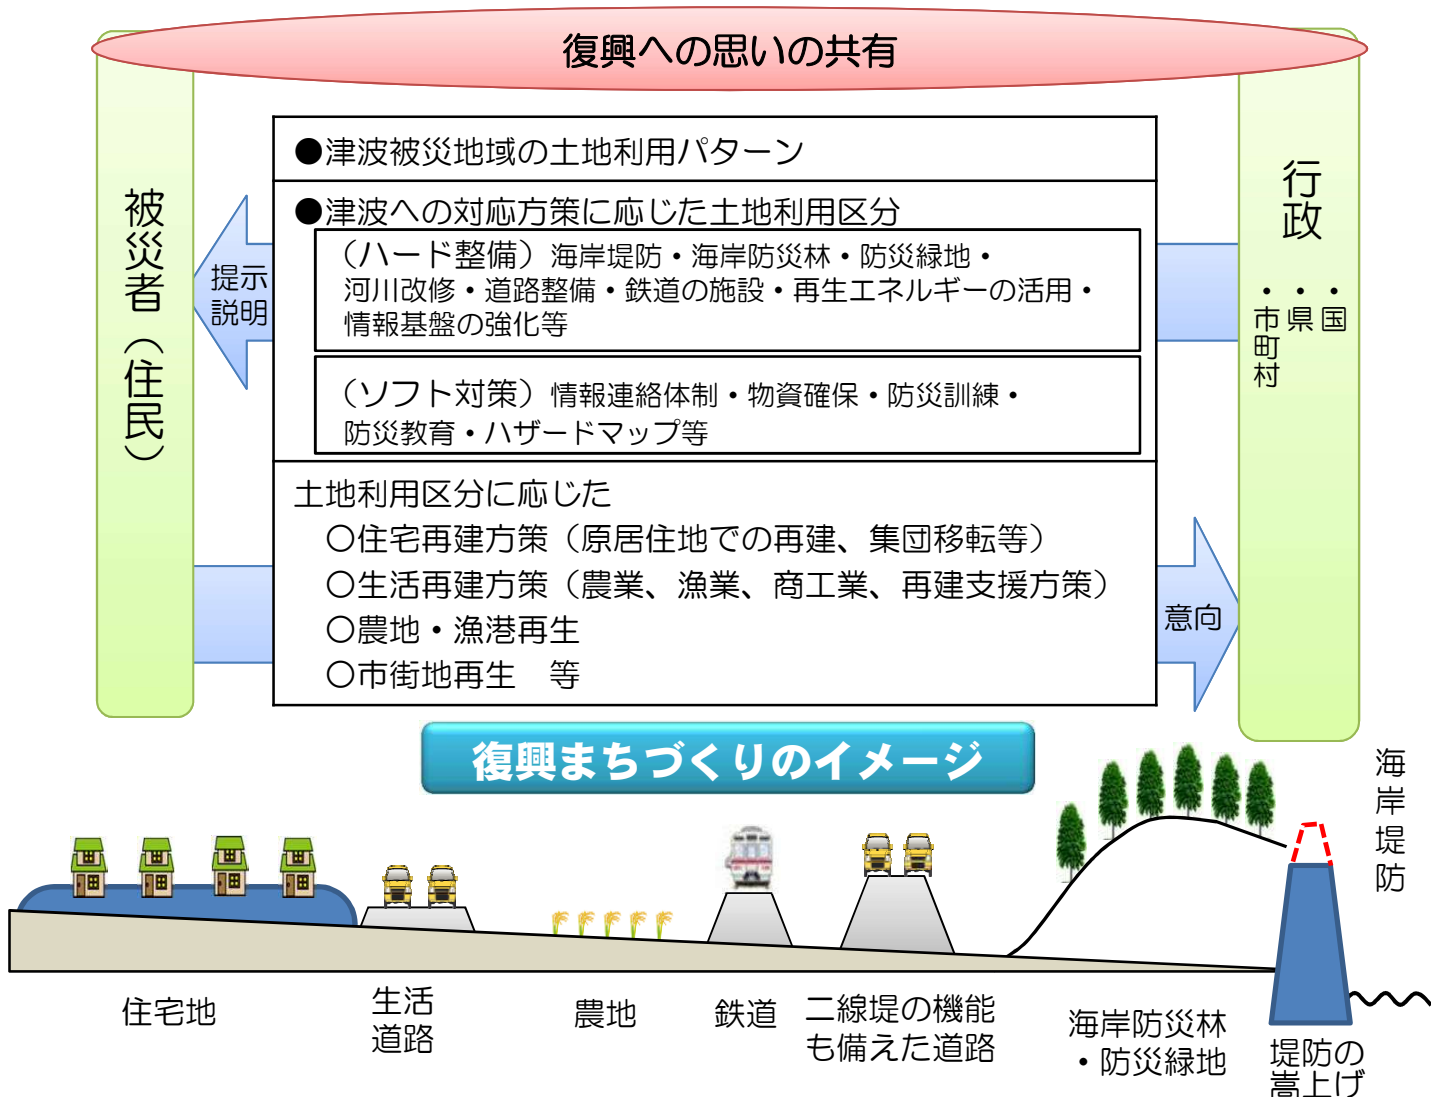 復興への思いの共有
●津波被災地域の土地利用パターン
●津波への対応方策に応じた土地利用区分
（ハード整備）海岸堤防・海岸防災林・防災緑地・
河川改修・道路整備・鉄道の施設・再生エネルギーの活用・
情報基盤の強化等
（ソフト対策）情報連絡体制・物資確保・防災訓練・
防災教育・ハザードマップ等
土地利用区分に応じた
○住宅再建方策（原居住地での再建、集団移転等）
○生活再建方策（農業、漁業、商工業、再建支援方策）
○農地・漁港再生
○市街地再生　等
被災者（住民）
提示
説明
行政
・国
・県
・市町村
意向
復興まちづくりのイメージ
海岸堤防
住宅地
生活
道路
農地
鉄道
二線堤の機能
も備えた道路
海岸防災林
・防災緑地
堤防の
嵩上げ